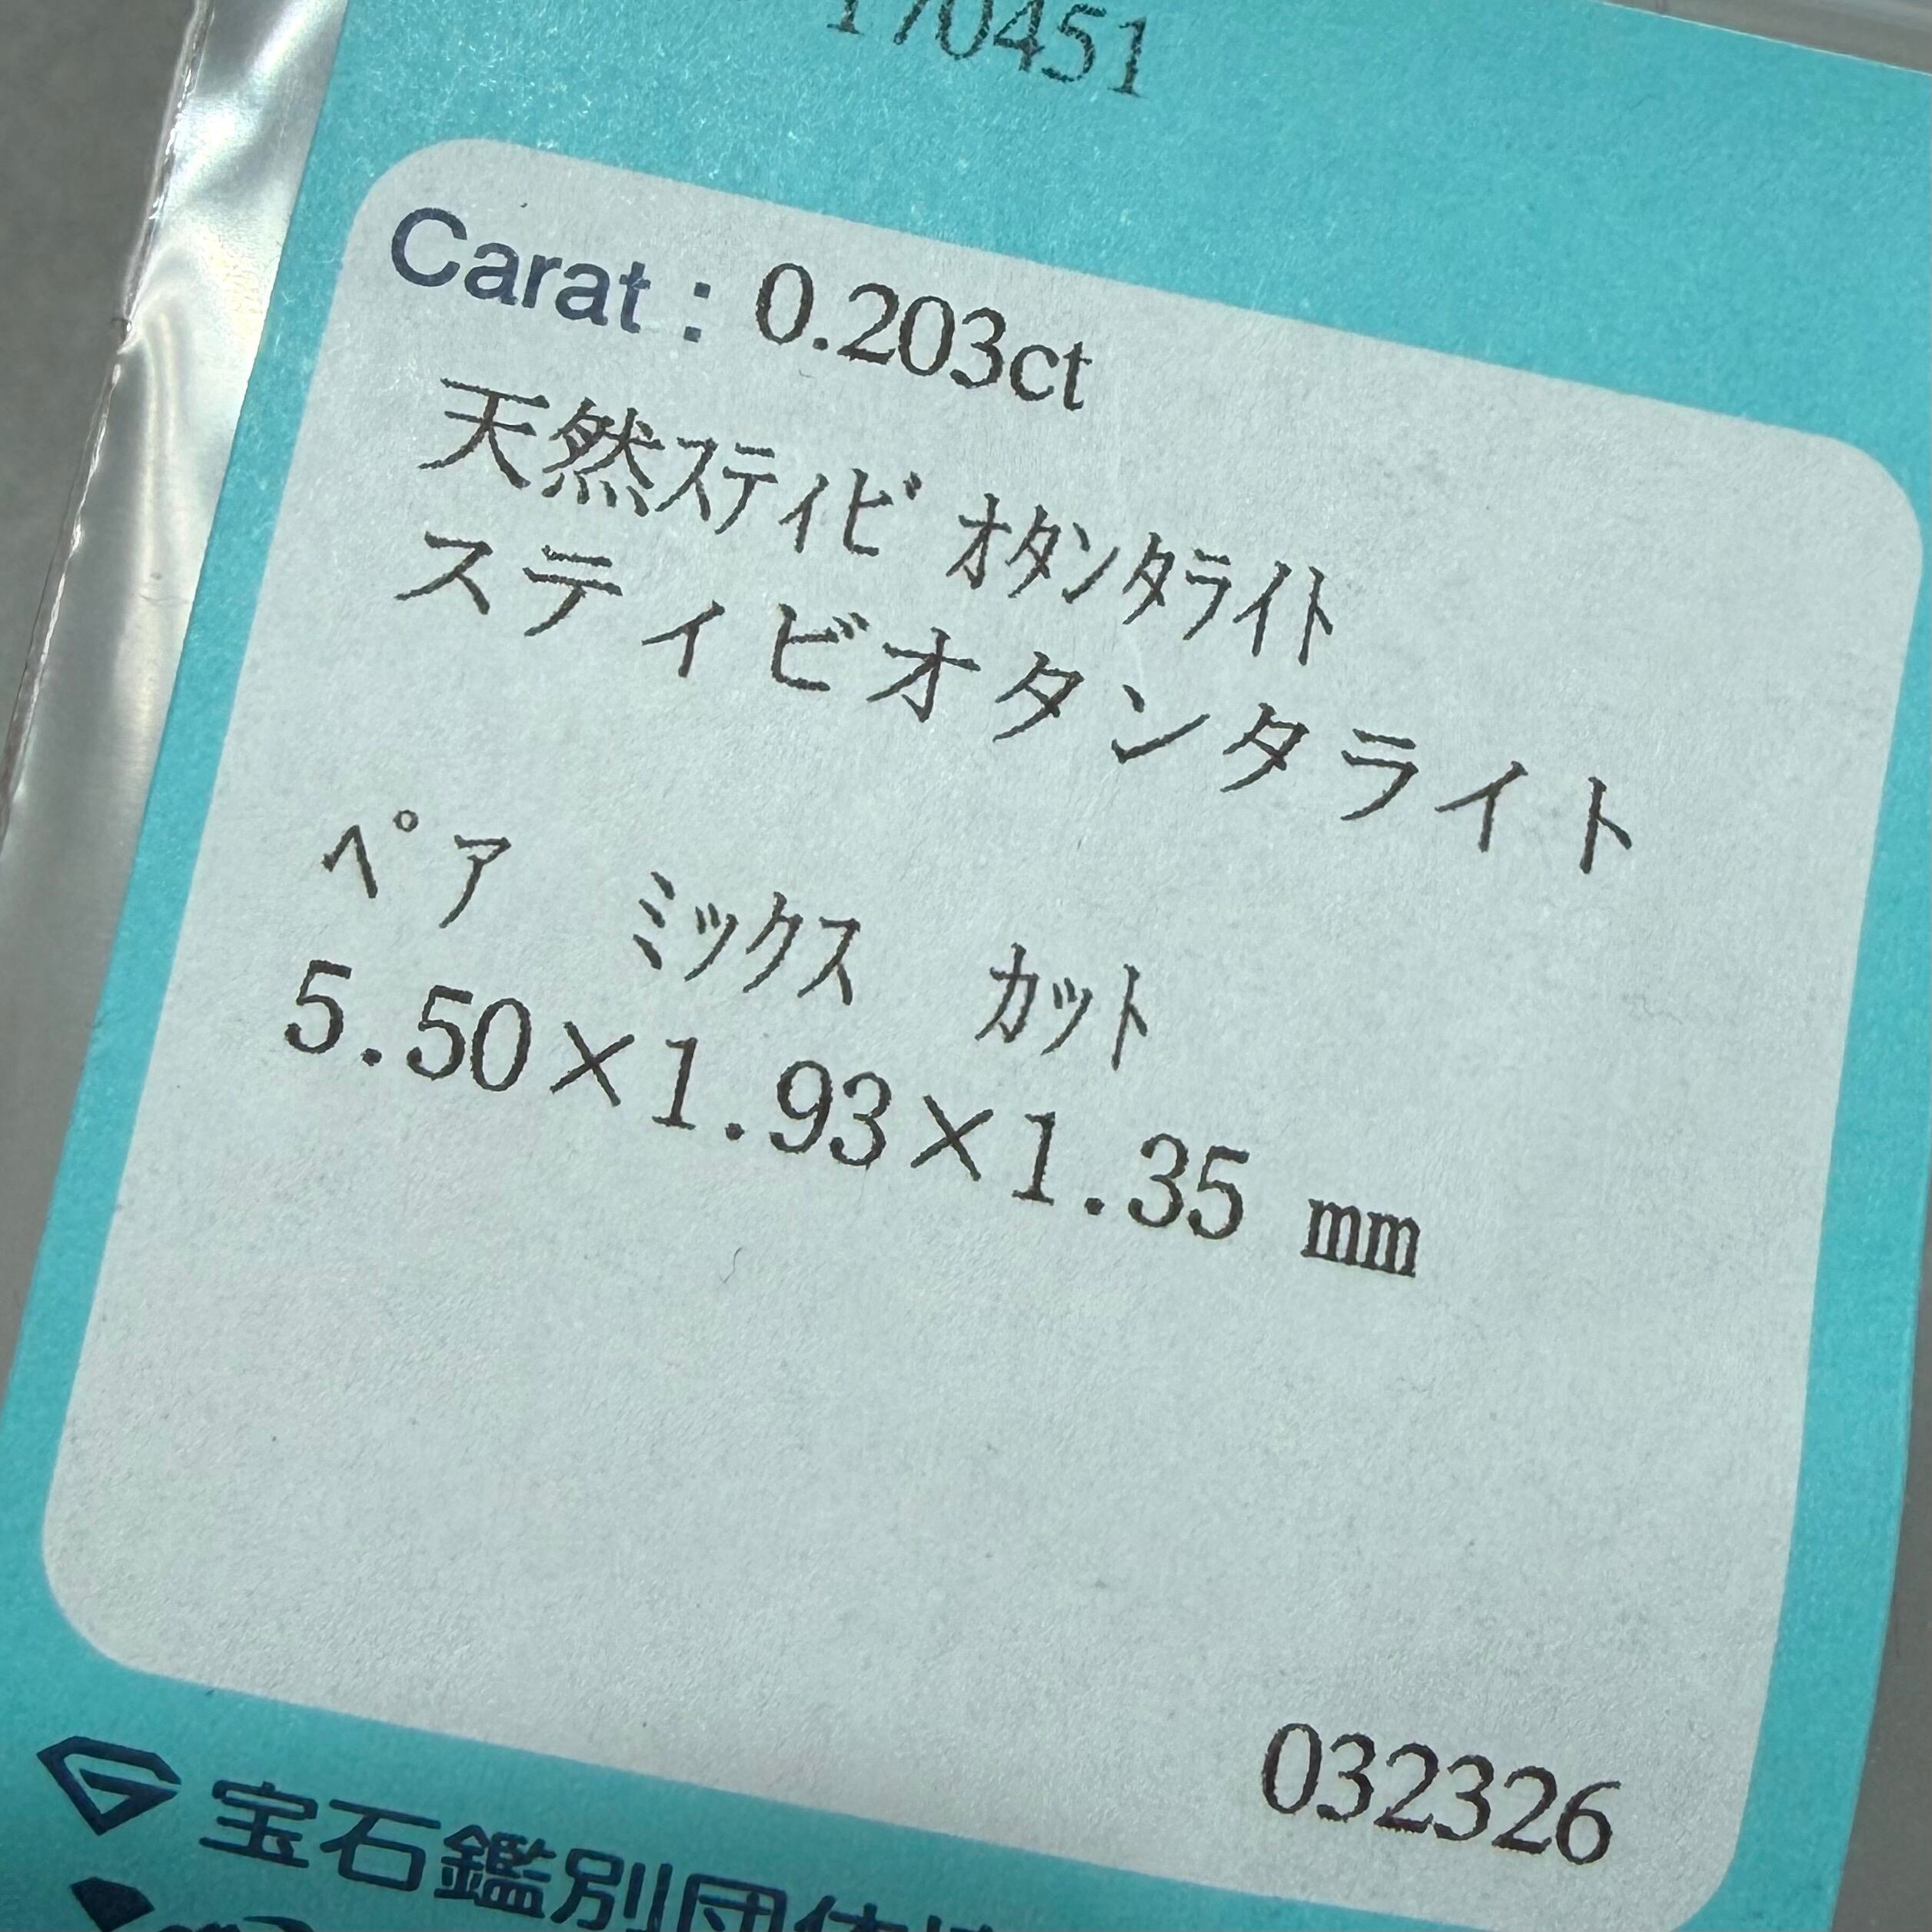 170451
Carat : 0.203ct
天然ｽﾃｨﾋﾞｵﾀﾝﾀﾗｲﾄ
スティビオタンタライト
ﾍﾟｱ ﾐｯｸｽ ｶｯﾄ
5.50×1.93×1.35 mm
032326
宝石鑑別団体